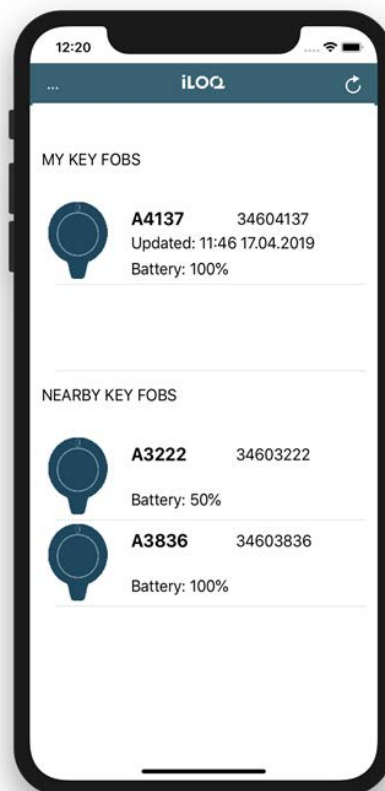 12:20
...
iLOQ
MY KEY FOBS
A4137 34604137
Updated: 11:46 17.04.2019
Battery: 100%
NEARBY KEY FOBS
A3222 34603222
Battery: 50%
A3836 34603836
Battery: 100%